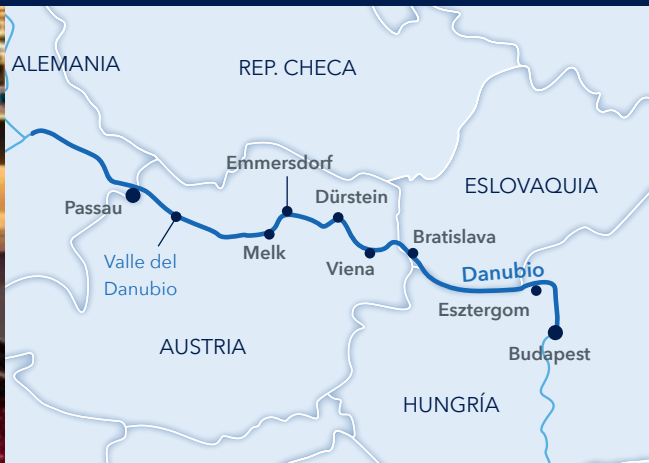 ALEMANIA
REP. CHECA
Emmersdorf
ESLOVAQUIA
Dürstein
Passau
Bratislava
Melk
Viena
Valle del
Danubio
Danubio
Esztergom
AUSTRIA
Budapest
HUNGRÍA